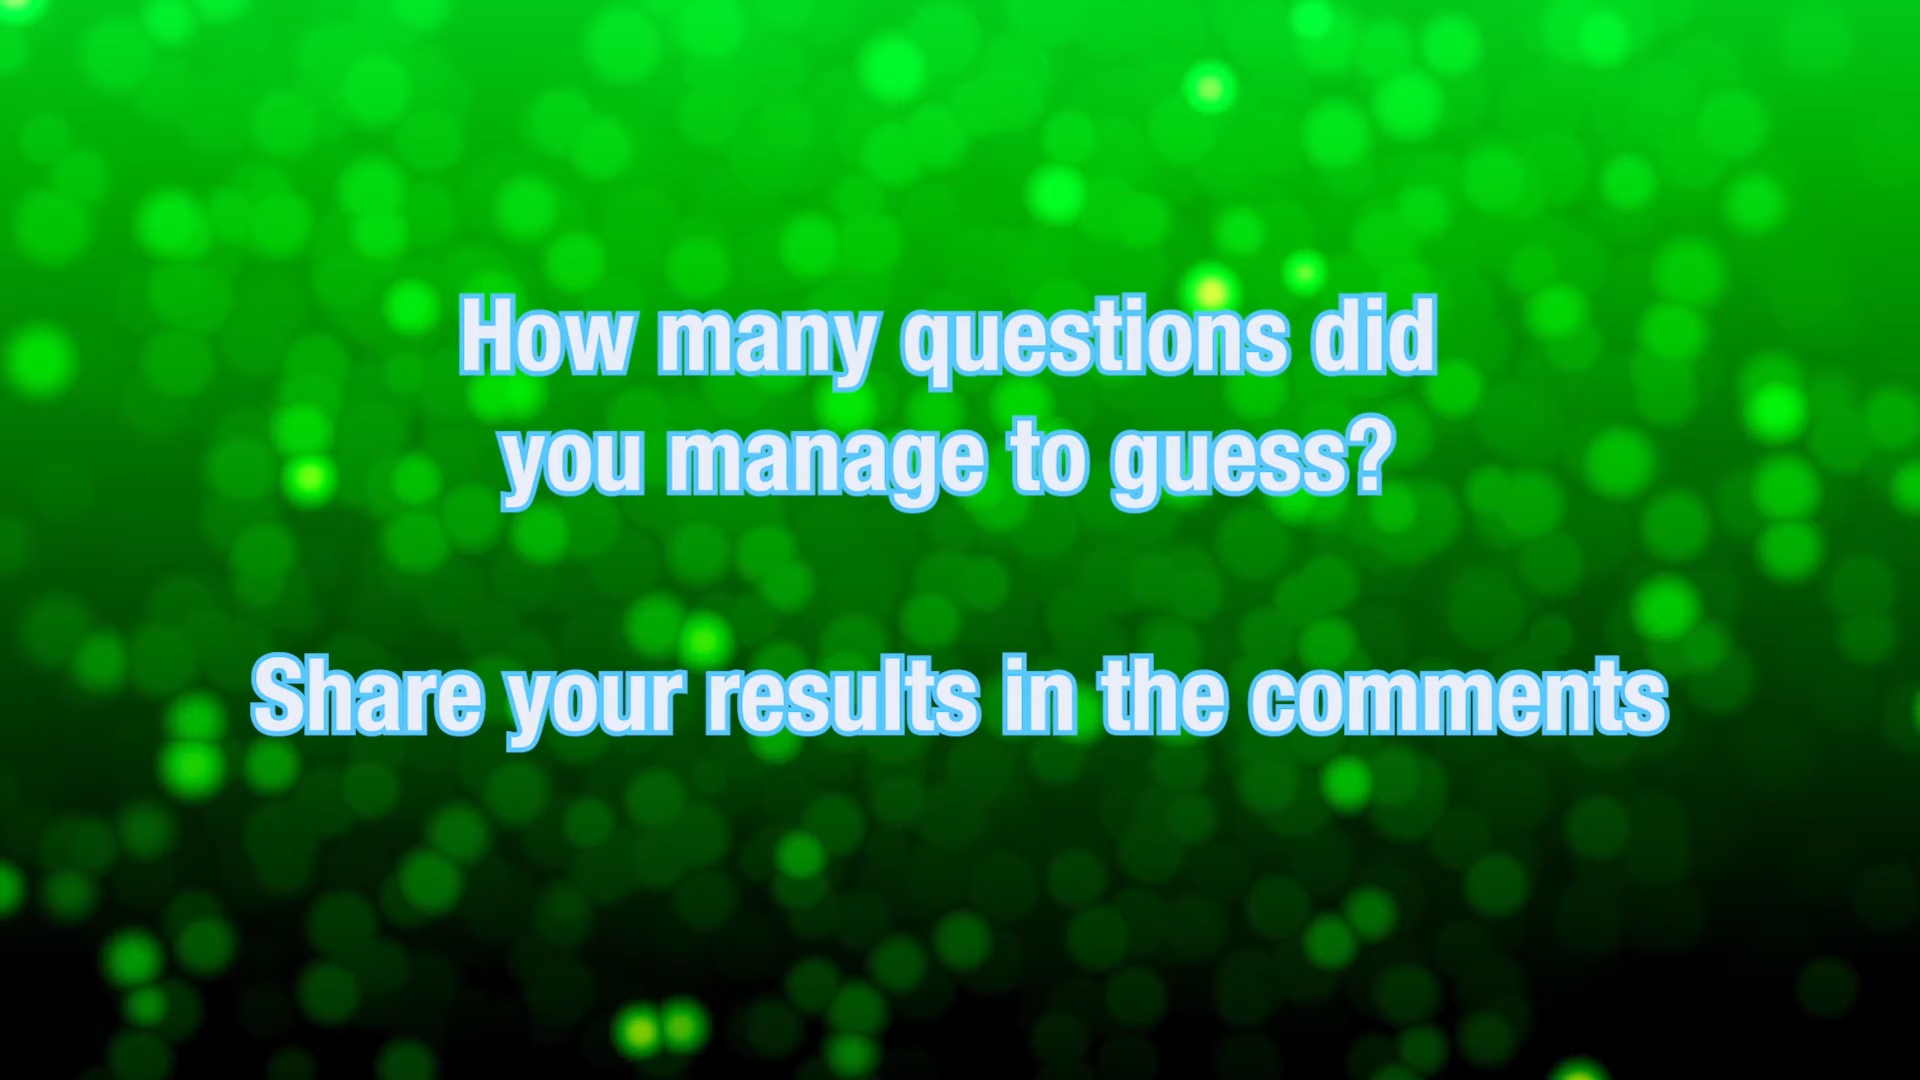 How many questions did
you manage to guess?
Share your results in the comments